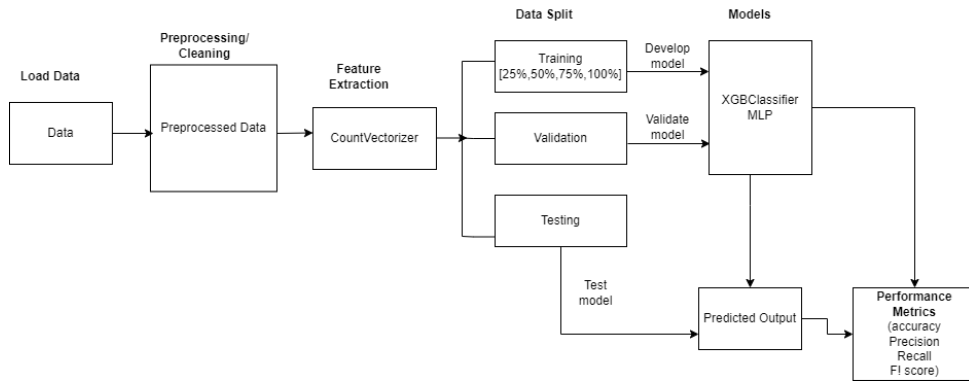 Data Split
Models
Preprocessing/
Cleaning
Load Data
Feature
Extraction
Data
Preprocessed Data
CountVectorizer
Training
[25%,50%,75%,100%]
Develop
model
Validation
Validate
model
Testing
XGBClassifier
MLP
Test
model
Predicted Output
Performance
Metrics
(accuracy
Precision
Recall
F! score)